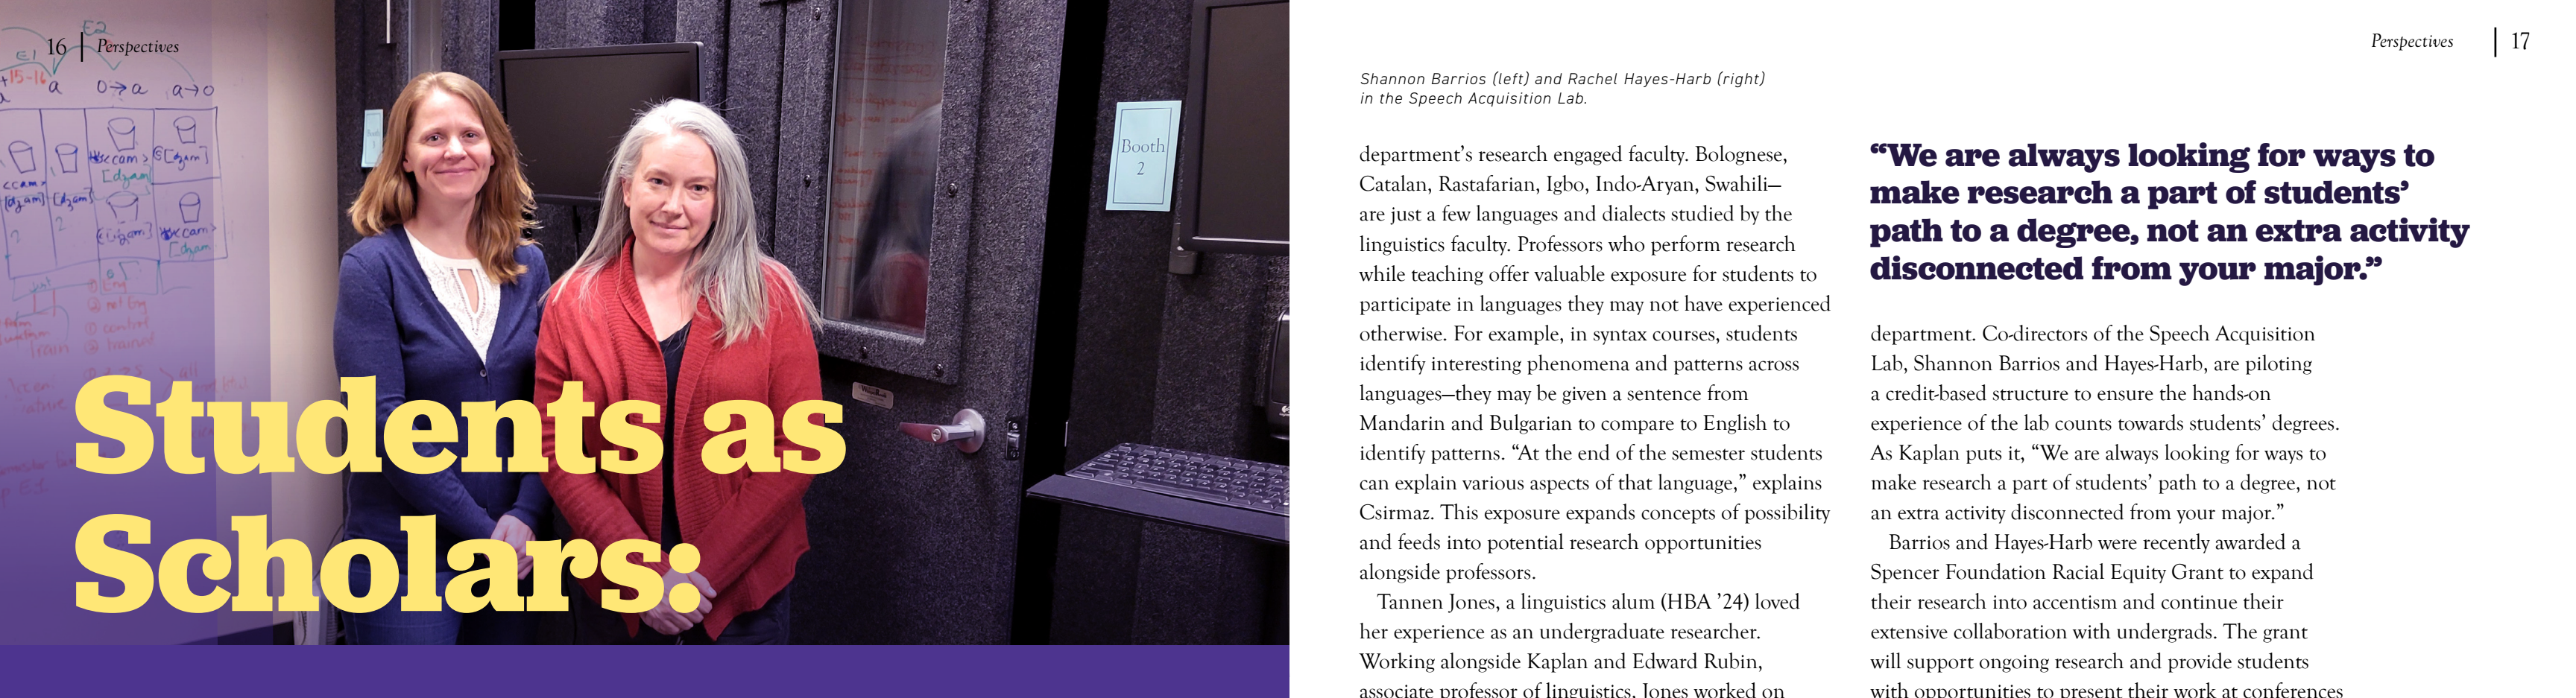 16 | Perspectives
E2
E1
+15-16
a
o→a
a→o
<cam>
[dʒam]
2
Booth
2
Students as
Scholars:
Perspectives | 17
Shannon Barrios (left) and Rachel Hayes-Harb (right)
in the Speech Acquisition Lab.
department’s research engaged faculty. Bolognese,
Catalan, Rastafarian, Igbo, Indo-Aryan, Swahili—
are just a few languages and dialects studied by the
linguistics faculty. Professors who perform research
while teaching offer valuable exposure for students to
participate in languages they may not have experienced
otherwise. For example, in syntax courses, students
identify interesting phenomena and patterns across
languages—they may be given a sentence from
Mandarin and Bulgarian to compare to English to
identify patterns. “At the end of the semester students
can explain various aspects of that language,” explains
Csirmaz. This exposure expands concepts of possibility
and feeds into potential research opportunities
alongside professors.
Tannen Jones, a linguistics alum (HBA ’24) loved
her experience as an undergraduate researcher.
Working alongside Kaplan and Edward Rubin,
associate professor of linguistics, Jones worked on
“We are always looking for ways to
make research a part of students’
path to a degree, not an extra activity
disconnected from your major.”
department. Co-directors of the Speech Acquisition
Lab, Shannon Barrios and Hayes-Harb, are piloting
a credit-based structure to ensure the hands-on
experience of the lab counts towards students’ degrees.
As Kaplan puts it, “We are always looking for ways to
make research a part of students’ path to a degree, not
an extra activity disconnected from your major.”
Barrios and Hayes-Harb were recently awarded a
Spencer Foundation Racial Equity Grant to expand
their research into accentism and continue their
extensive collaboration with undergrads. The grant
will support ongoing research and provide students
with opportunities to present their work at conferences